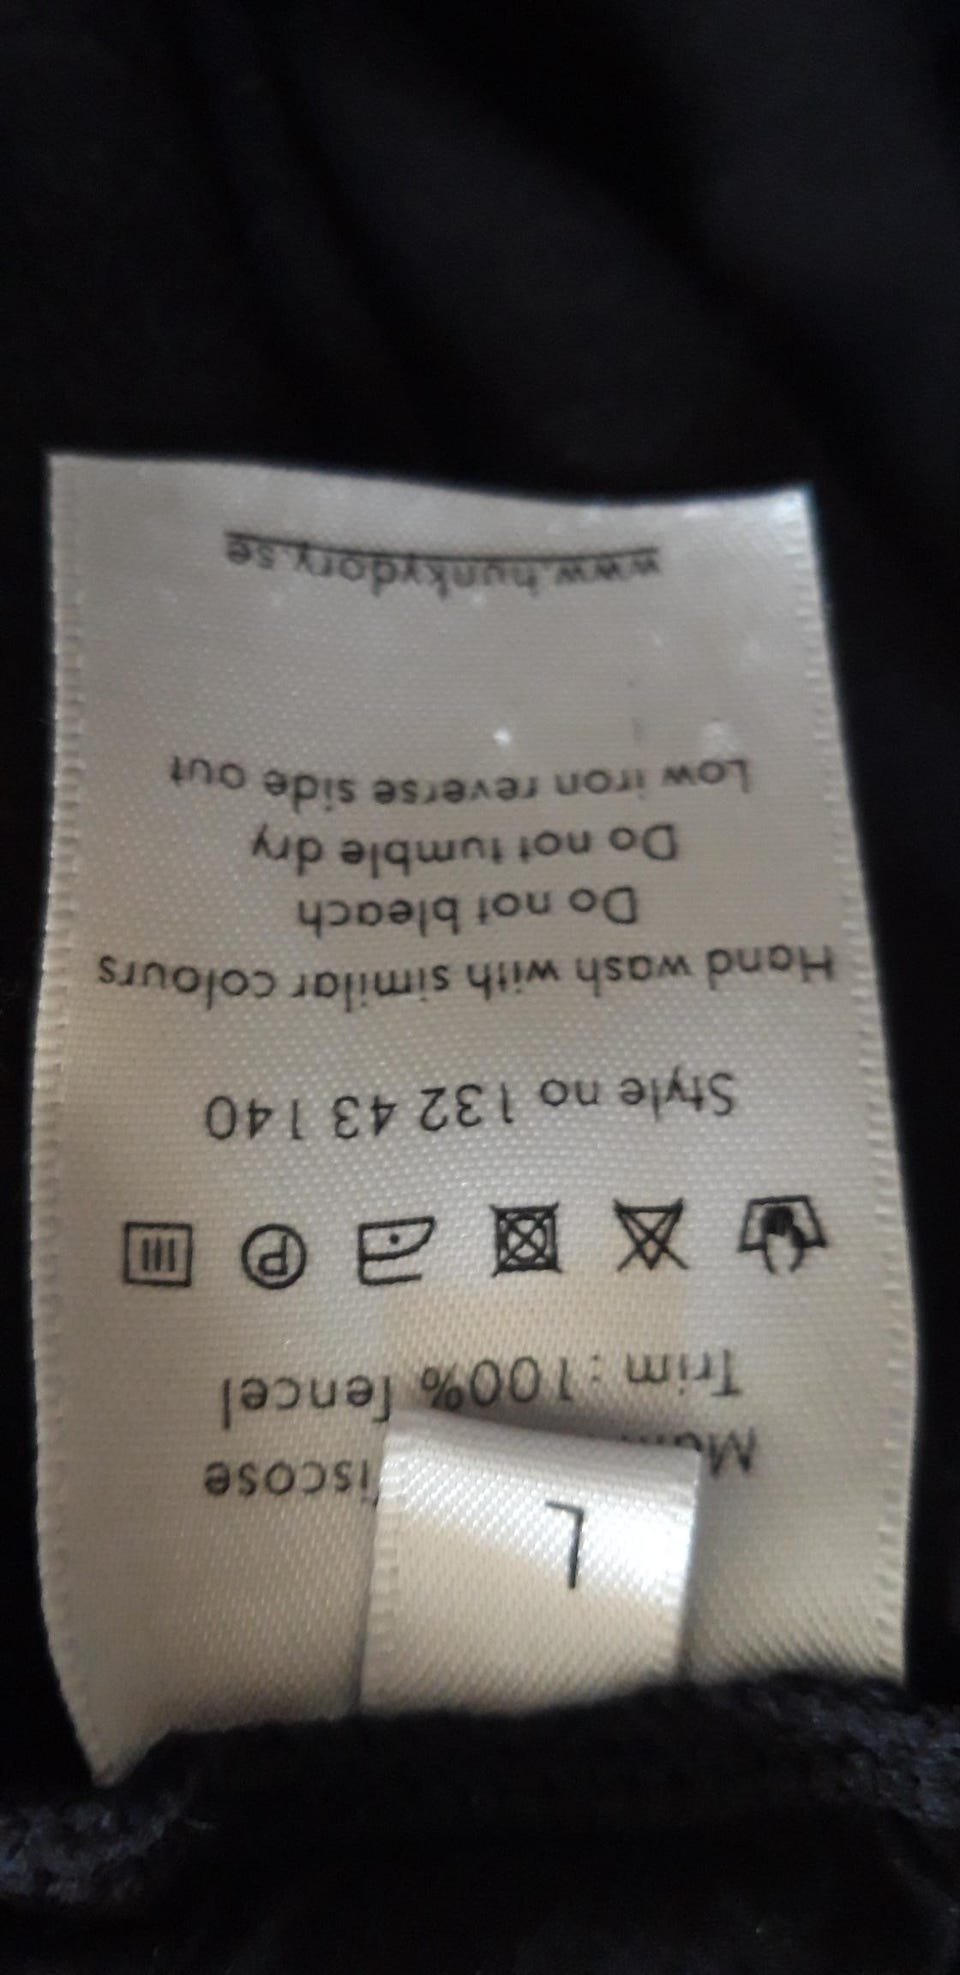 L
iscose
Trim : 100% Tencel
P
Style no 132 43 140
Hand wash with similar colours
Do not bleach
Do not tumble dry
Low iron reverse side out
www.hunkydory.se